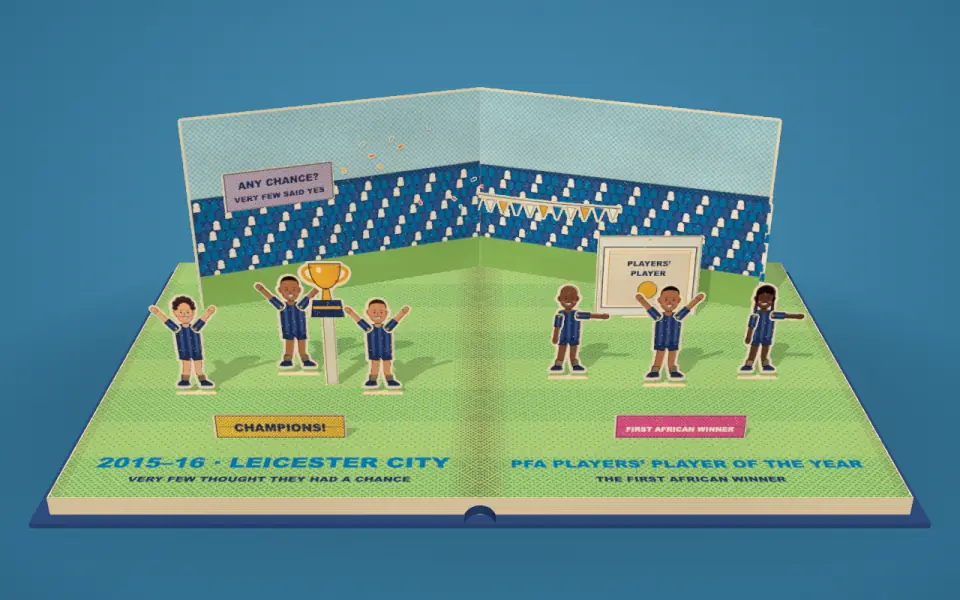 ANY CHANCE?
VERY FEW SAID YES
PLAYERS'
PLAYER
CHAMPIONS!
FIRST AFRICAN WINNER
2015–16 · LEICESTER CITY
VERY FEW THOUGHT THEY HAD A CHANCE
PFA PLAYERS' PLAYER OF THE YEAR
THE FIRST AFRICAN WINNER